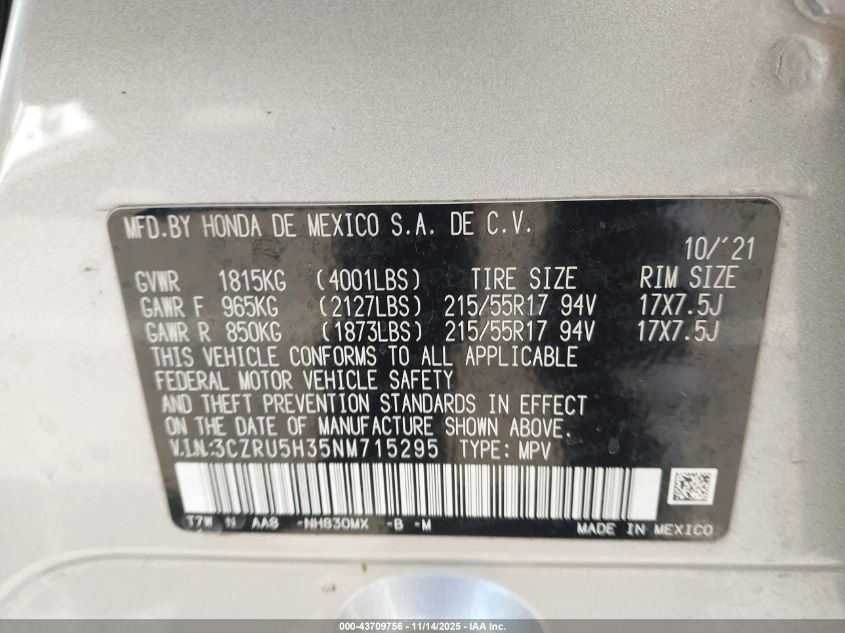 MFD.BY HONDA DE MEXICO S.A. DE C.V.
10/'21
GVWR 1815KG (4001LBS) TIRE SIZE RIM SIZE
GAWR F 965KG (2127LBS) 215/55R17 94V 17X7.5J
GAWR R 850KG (1873LBS) 215/55R17 94V 17X7.5J
THIS VEHICLE CONFORMS TO ALL APPLICABLE
FEDERAL MOTOR VEHICLE SAFETY
AND THEFT PREVENTION STANDARDS IN EFFECT
ON THE DATE OF MANUFACTURE SHOWN ABOVE.
V.I.N:3CZRU5H35NM715295 TYPE: MPV
T7W N AA8 -NH830MX -B -M
MADE IN MEXICO
000-43709756 | 11/14/2025 | IAA Inc.